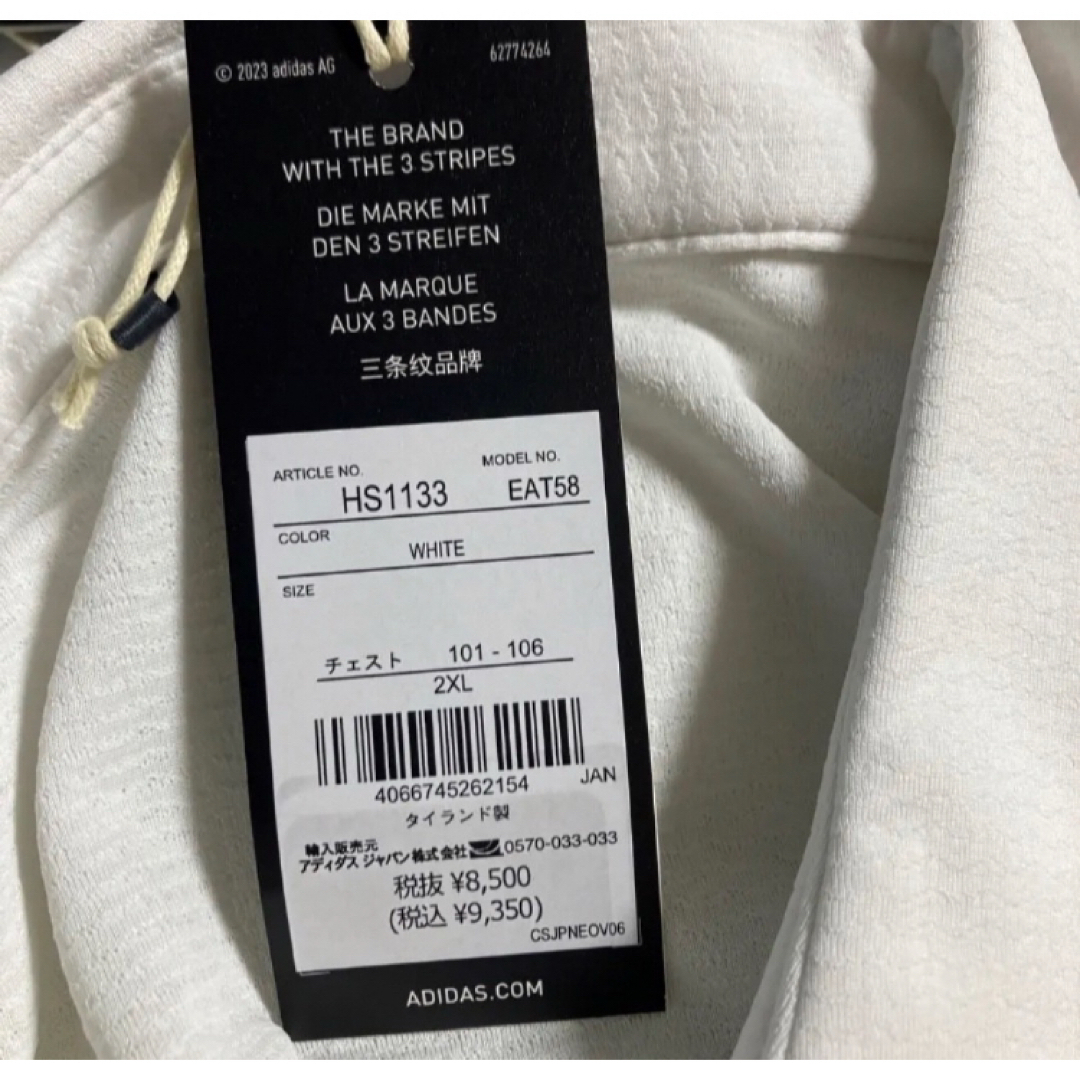 © 2023 adidas AG
62774264
THE BRAND
WITH THE 3 STRIPES
DIE MARKE MIT
DEN 3 STREIFEN
LA MARQUE
AUX 3 BANDES
三条纹品牌
ARTICLE NO. MODEL NO.
HS1133 EAT58
COLOR
WHITE
SIZE
チェスト 101 - 106
2XL
4066745262154 JAN
タイランド製
輸入販売元
アディダス ジャパン株式会社 0570-033-033
税抜 ¥8,500
(税込 ¥9,350)
CSJPNEOV06
ADIDAS.COM